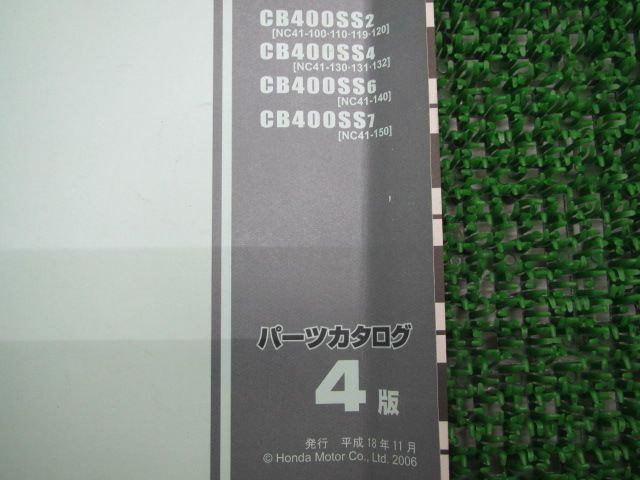 CB400SS2
[NC41-100·110·119·120]
CB400SS4
[NC41-130·131·132]
CB400SS6
[NC41-140]
CB400SS7
[NC41-150]
パーツカタログ
4版
発行 平成18年11月
© Honda Motor Co., Ltd. 2006